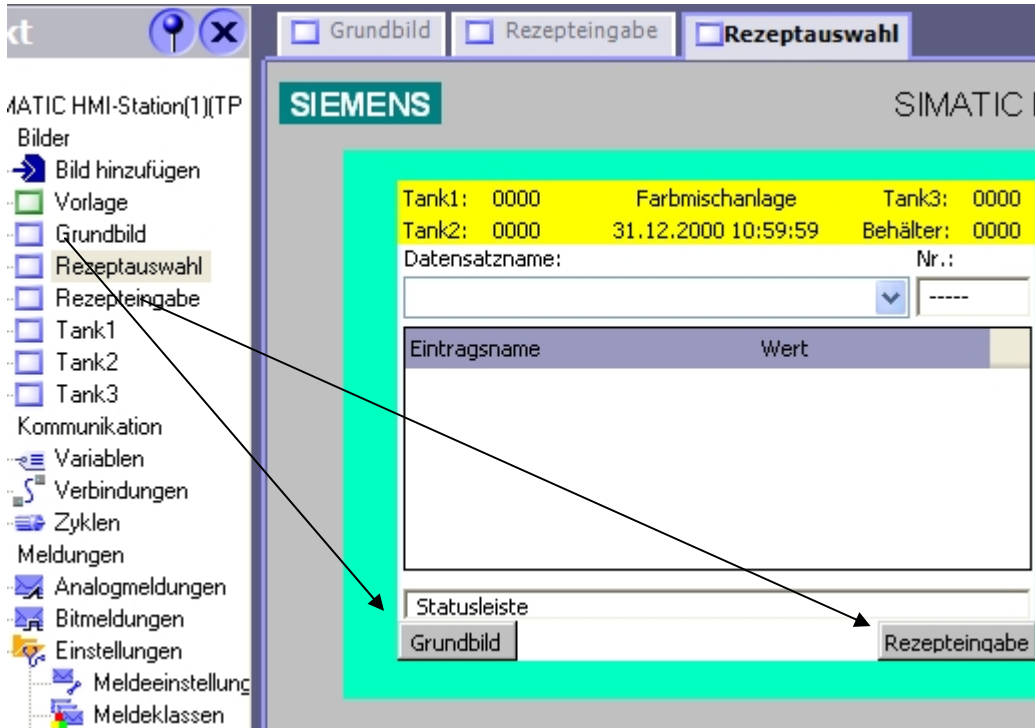 kt
Grundbild
Rezepteingabe
Rezeptauswahl
MATIC HMI-Station(1)(TP
Bilder
Bild hinzufügen
Vorlage
Grundbild
Rezeptauswahl
Rezepteingabe
Tank1
Tank2
Tank3
Kommunikation
Variablen
Verbindungen
Zyklen
Meldungen
Analogmeldungen
Bitmeldungen
Einstellungen
Meldeeinstellung
Meldeklassen
SIEMENS
SIMATIC
Tank1: 0000 Farbmischanlage Tank3: 0000
Tank2: 0000 31.12.2000 10:59:59 Behälter: 0000
Datensatzname: Nr.:
-----
Eintragsname Wert
Statusleiste
Grundbild Rezepteingabe